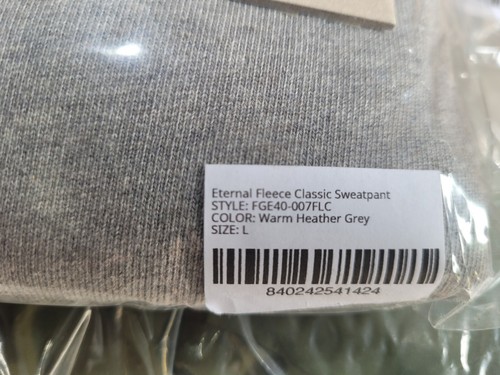 Eternal Fleece Classic Sweatpant
STYLE: FGE40-007FLC
COLOR: Warm Heather Grey
SIZE: L
840242541424